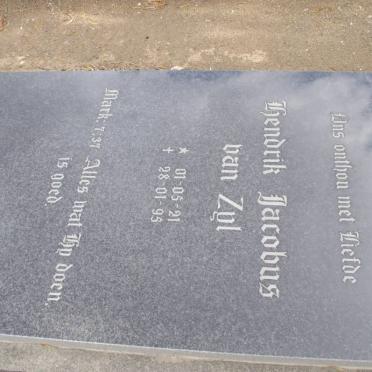 Ons onthou met Liefde
Hendrik Jacobus
van Zyl
* 01-05-21
† 28-01-95
Mark: 7:37 Alles wat Hy doen
is goed.